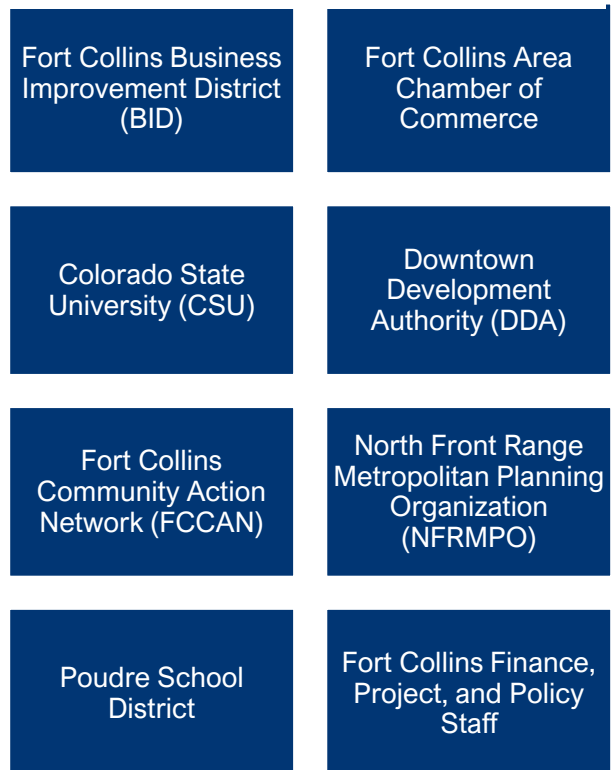 Fort Collins Business
Improvement District
(BID)
Fort Collins Area
Chamber of
Commerce
Colorado State
University (CSU)
Downtown
Development
Authority (DDA)
Fort Collins
Community Action
Network (FCCAN)
North Front Range
Metropolitan Planning
Organization
(NFRMPO)
Poudre School
District
Fort Collins Finance,
Project, and Policy
Staff